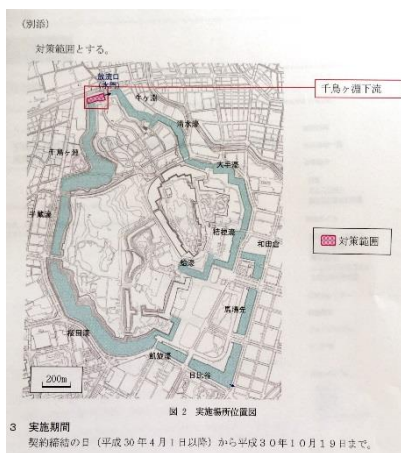 (別添)
対策範囲とする。
放流口
(水門)
千鳥ヶ淵下流
牛ヶ淵
清水濠
千鳥ヶ淵
大手濠
半蔵濠
桔梗濠
和田倉
対策範囲
蛤濠
馬場先
桜田濠
凱旋濠
日比谷
200m
図 2 実施場所位置図
3 実施期間
契約締結の日(平成30年4月1日以降)から平成30年10月19日まで。